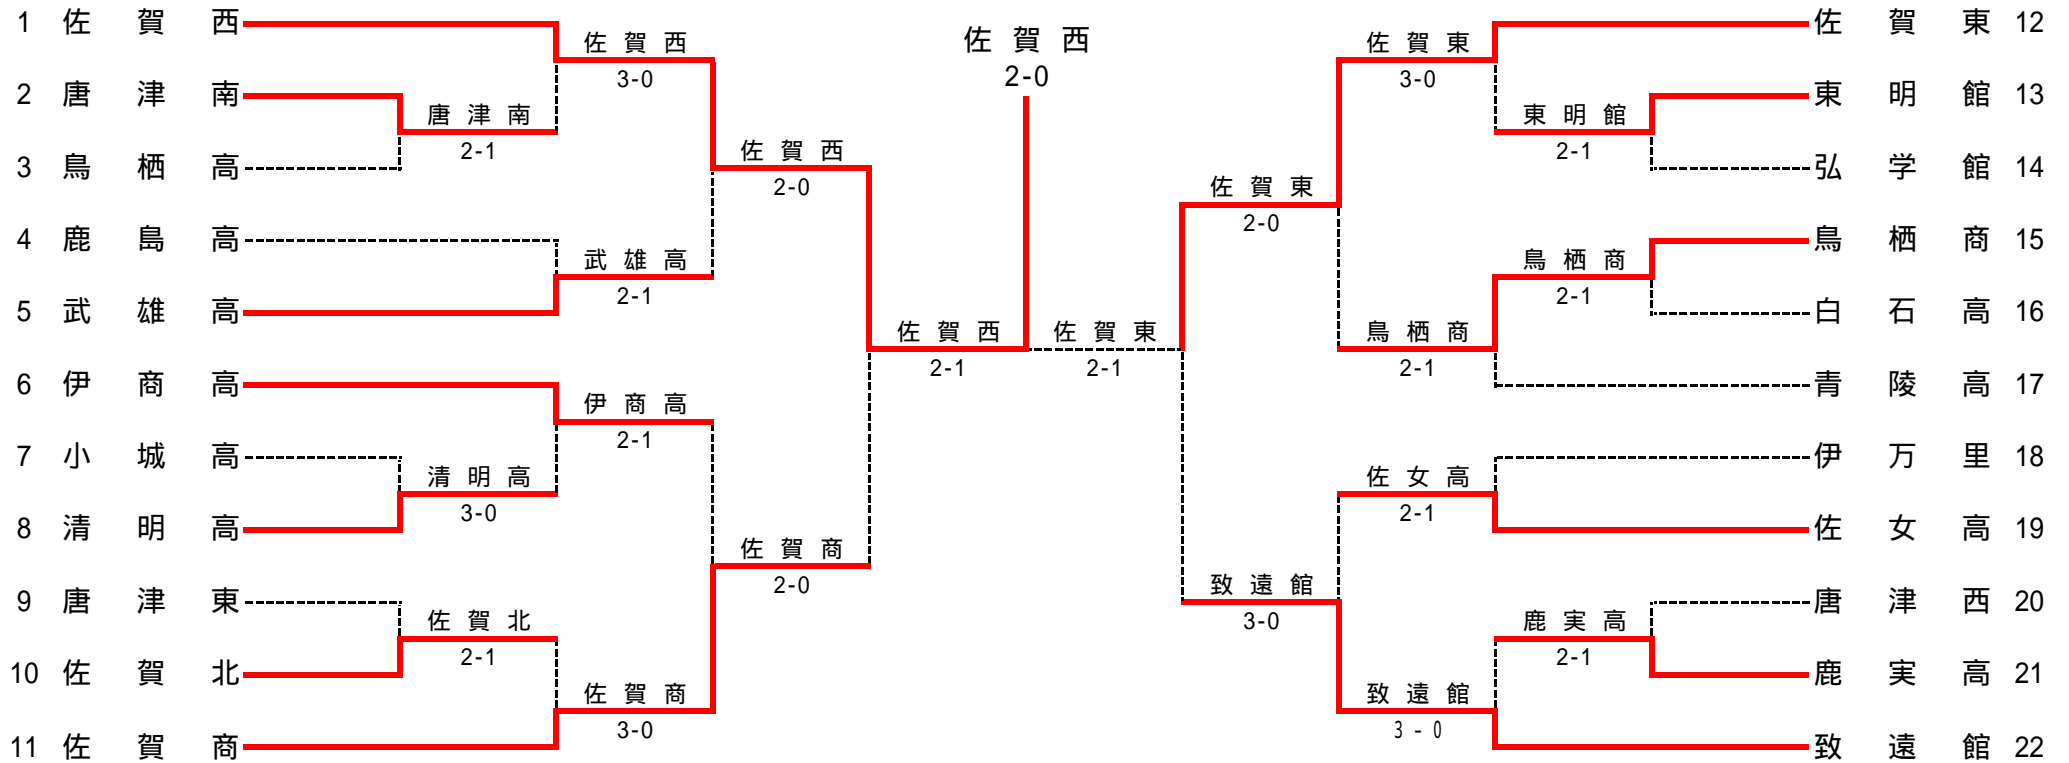 1 佐賀西
2 唐津南
3 鳥栖高
4 鹿島高
5 武雄高
6 伊商高
7 小城高
8 清明高
9 唐津東
10 佐賀北
11 佐賀商
唐津南
2-1
清明高
3-0
佐賀北
2-1
佐賀西
3-0
武雄高
2-1
伊商高
2-1
佐賀商
3-0
佐賀西
2-0
佐賀商
2-0
佐賀西
2-1
佐賀西
2-0
佐賀東
2-1
佐賀東
2-0
致遠館
3-0
佐賀東
3-0
鳥栖商
2-1
佐女高
2-1
致遠館
3-0
東明館
2-1
鳥栖商
2-1
鹿実高
2-1
佐賀東 12
東明館 13
弘学館 14
鳥栖商 15
白石高 16
青陵高 17
伊万里 18
佐女高 19
唐津西 20
鹿実高 21
致遠館 22